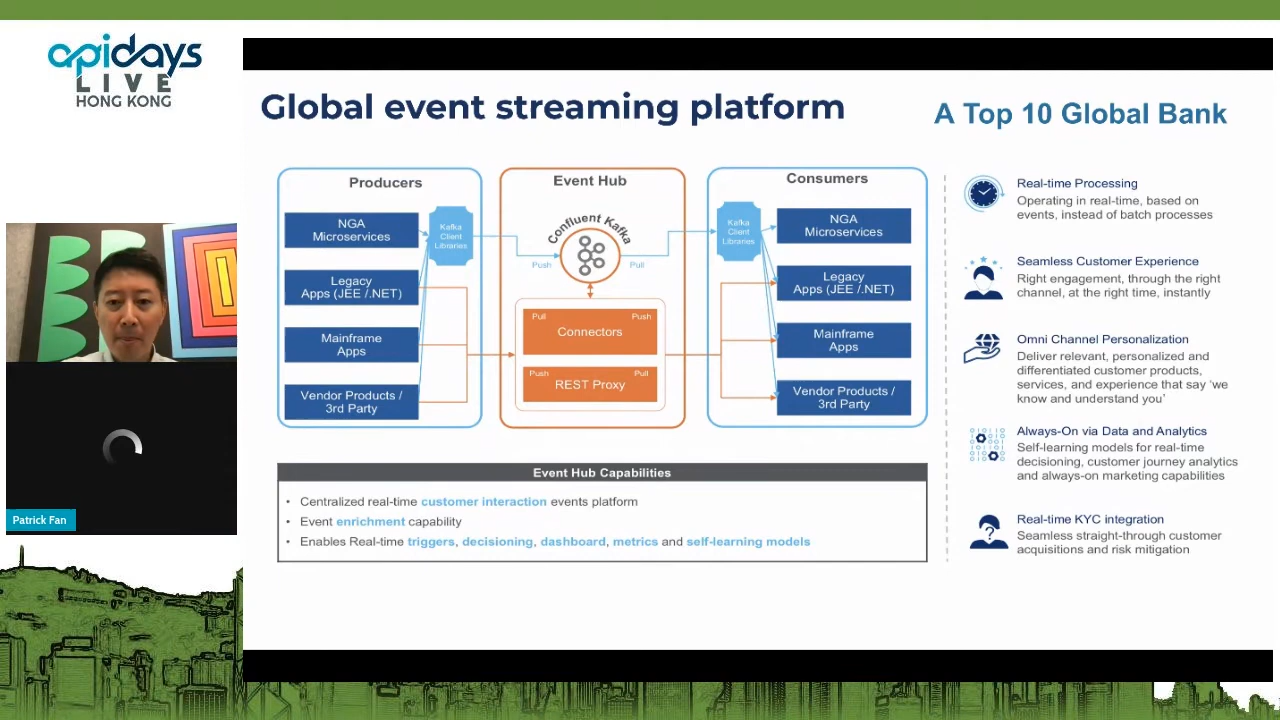 apidays
LIVE
HONG KONG
Patrick Fan
Global event streaming platform
A Top 10 Global Bank
Producers
NGA
Microservices
Legacy
Apps (JEE /.NET)
Mainframe
Apps
Vendor Products /
3rd Party
Kafka
Client
Libraries
Event Hub
Confluent Kafka
Push
Pull
Pull
Push
Connectors
Push
Pull
REST Proxy
Consumers
Kafka
Client
Libraries
NGA
Microservices
Legacy
Apps (JEE /.NET)
Mainframe
Apps
Vendor Products /
3rd Party
Event Hub Capabilities
• Centralized real-time customer interaction events platform
• Event enrichment capability
• Enables Real-time triggers, decisioning, dashboard, metrics and self-learning models
Real-time Processing
Operating in real-time, based on
events, instead of batch processes
Seamless Customer Experience
Right engagement, through the right
channel, at the right time, instantly
Omni Channel Personalization
Deliver relevant, personalized and
differentiated customer products,
services, and experience that say ‘we
know and understand you’
Always-On via Data and Analytics
Self-learning models for real-time
decisioning, customer journey analytics
and always-on marketing capabilities
Real-time KYC integration
Seamless straight-through customer
acquisitions and risk mitigation